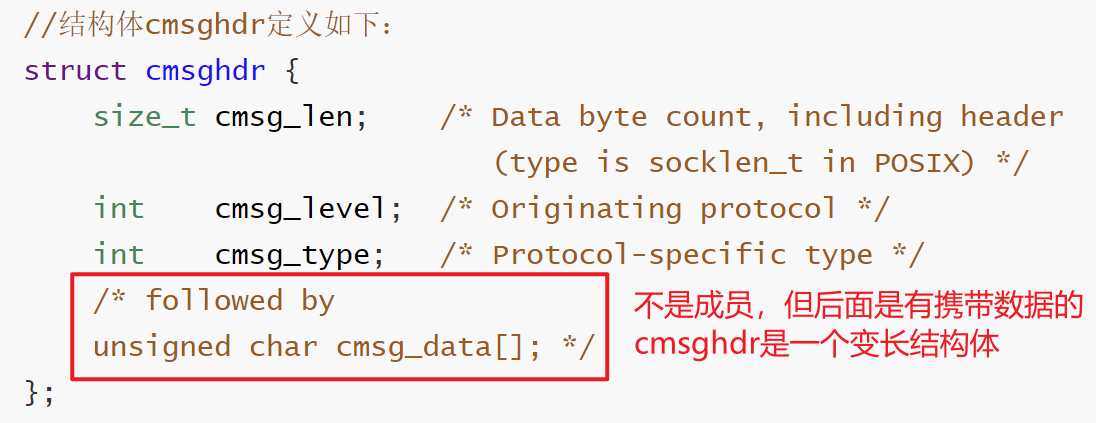 //结构体cmsghdr定义如下：
struct cmsghdr {
    size_t cmsg_len;    /* Data byte count, including header
                           (type is socklen_t in POSIX) */
    int    cmsg_level;  /* Originating protocol */
    int    cmsg_type;   /* Protocol-specific type */
    /* followed by
    unsigned char cmsg_data[]; */
};
不是成员，但后面是有携带数据的
cmsghdr是一个变长结构体